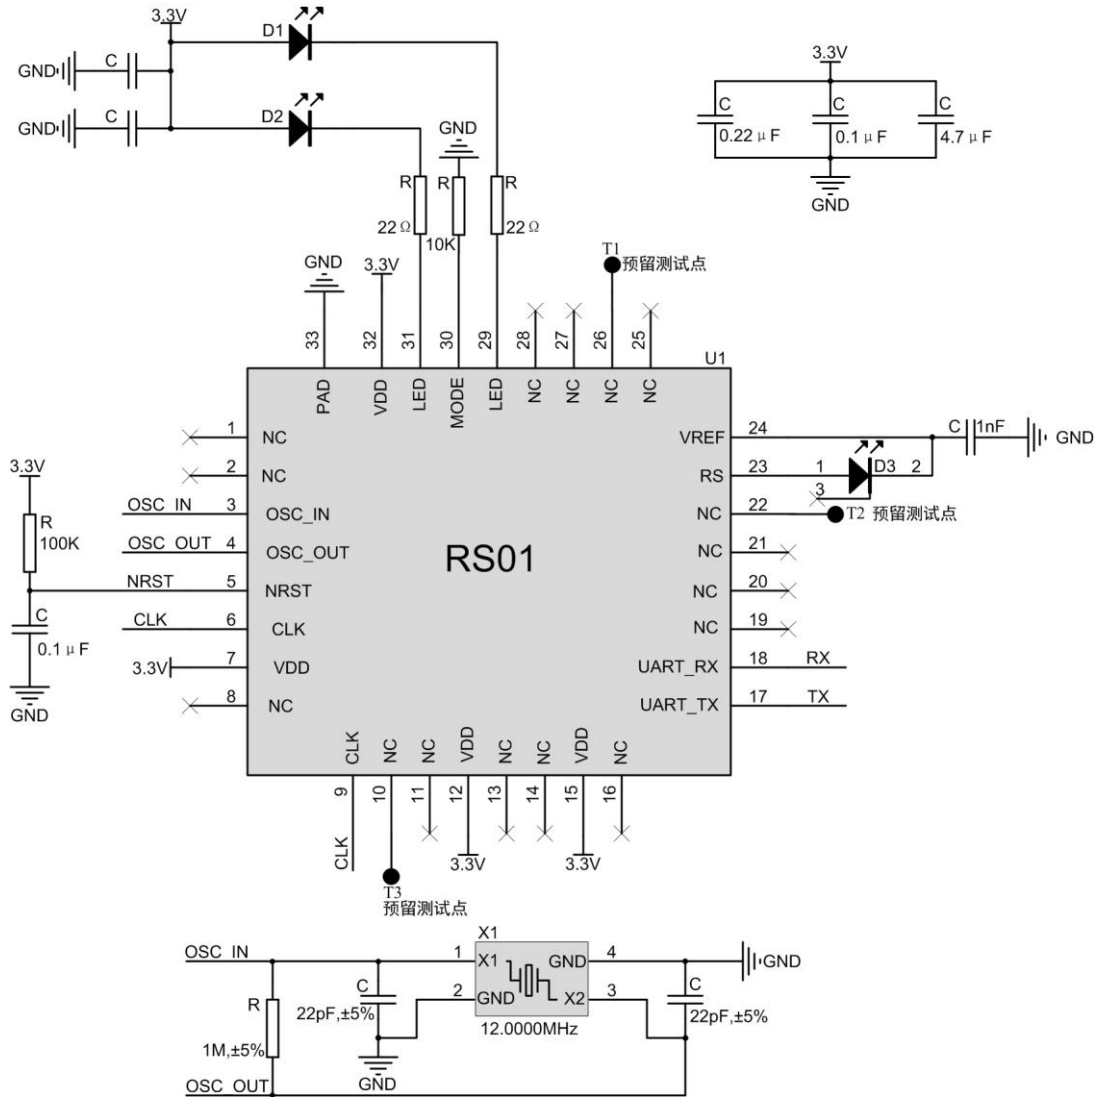 3.3V
D1
GND
C
D2
GND
C
GND
R
R
R
22Ω
10K
22Ω
3.3V
C
0.22μF
C
0.1μF
C
4.7μF
GND
T1
预留测试点
GND
3.3V
33
32
31
30
29
28
27
26
25
U1
PAD
VDD
LED
MODE
LED
NC
NC
NC
NC
1
NC
2
NC
3.3V
R
100K
OSC_IN
3
OSC_IN
OSC_OUT
4
OSC_OUT
NRST
5
NRST
C
0.1μF
CLK
6
CLK
3.3V
7
VDD
8
NC
GND
RS01
VREF
24
C
1nF
GND
RS
23
1
D3
2
3
NC
22
T2 预留测试点
NC
21
NC
20
NC
19
UART_RX
18
RX
UART_TX
17
TX
CLK
NC
NC
VDD
NC
NC
VDD
NC
9
10
11
12
13
14
15
16
CLK
3.3V
3.3V
T3
预留测试点
X1
OSC_IN
1
X1
GND
4
GND
C
22pF,±5%
2
GND
X2
3
C
22pF,±5%
R
1M,±5%
12.0000MHz
GND
OSC_OUT